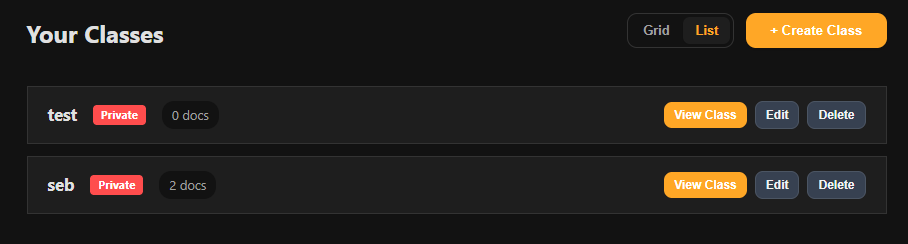 Your Classes Grid List + Create Class
test Private 0 docs View Class Edit Delete
seb Private 2 docs View Class Edit Delete